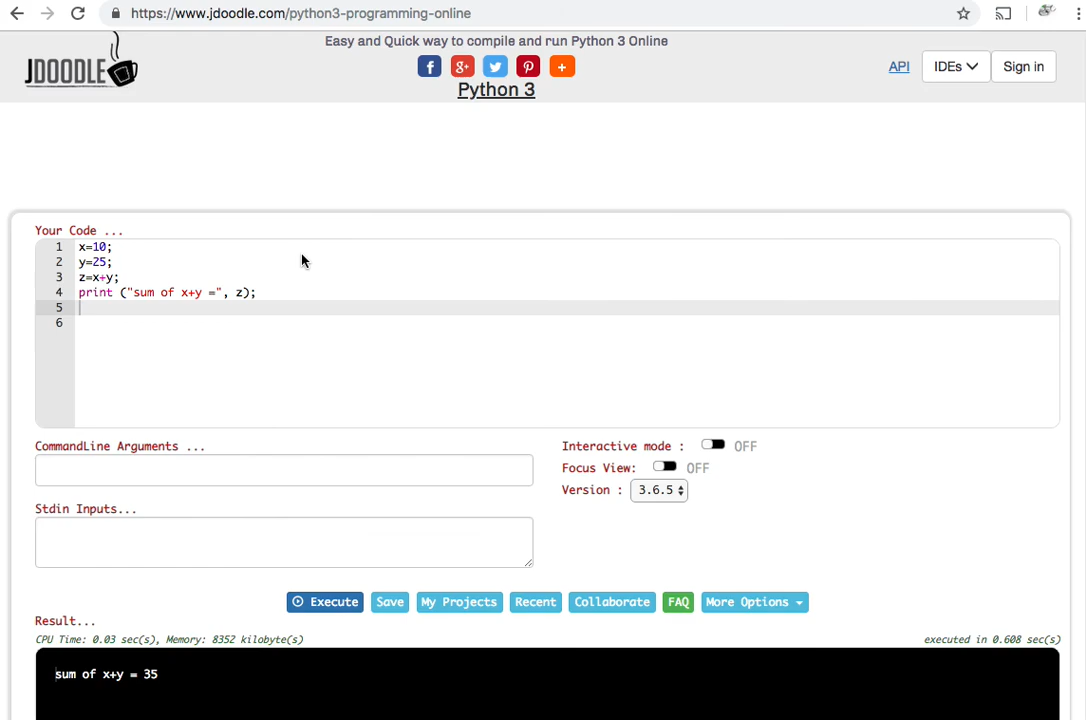 https://www.jdoodle.com/python3-programming-online
Easy and Quick way to compile and run Python 3 Online
JDOODLE
Python 3
API
IDEs
Sign in
Your Code ...
1 x=10;
2 y=25;
3 z=x+y;
4 print ("sum of x+y =", z);
5
6
CommandLine Arguments ...
Interactive mode : OFF
Focus View: OFF
Version : 3.6.5
Stdin Inputs...
Execute
Save
My Projects
Recent
Collaborate
FAQ
More Options
Result...
CPU Time: 0.03 sec(s), Memory: 8352 kilobyte(s)
executed in 0.608 sec(s)
sum of x+y = 35